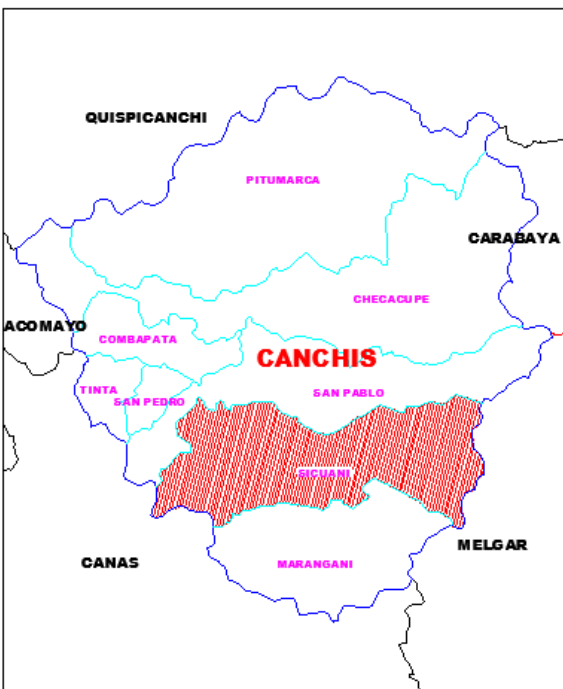 QUISPICANCHI
PITUMARCA
CARABAYA
CHECACUPE
ACOMAYO
COMBAPATA
CANCHIS
TINTA
SAN PEDRO
SAN PABLO
SICUANI
MELGAR
CANAS
MARANGANI